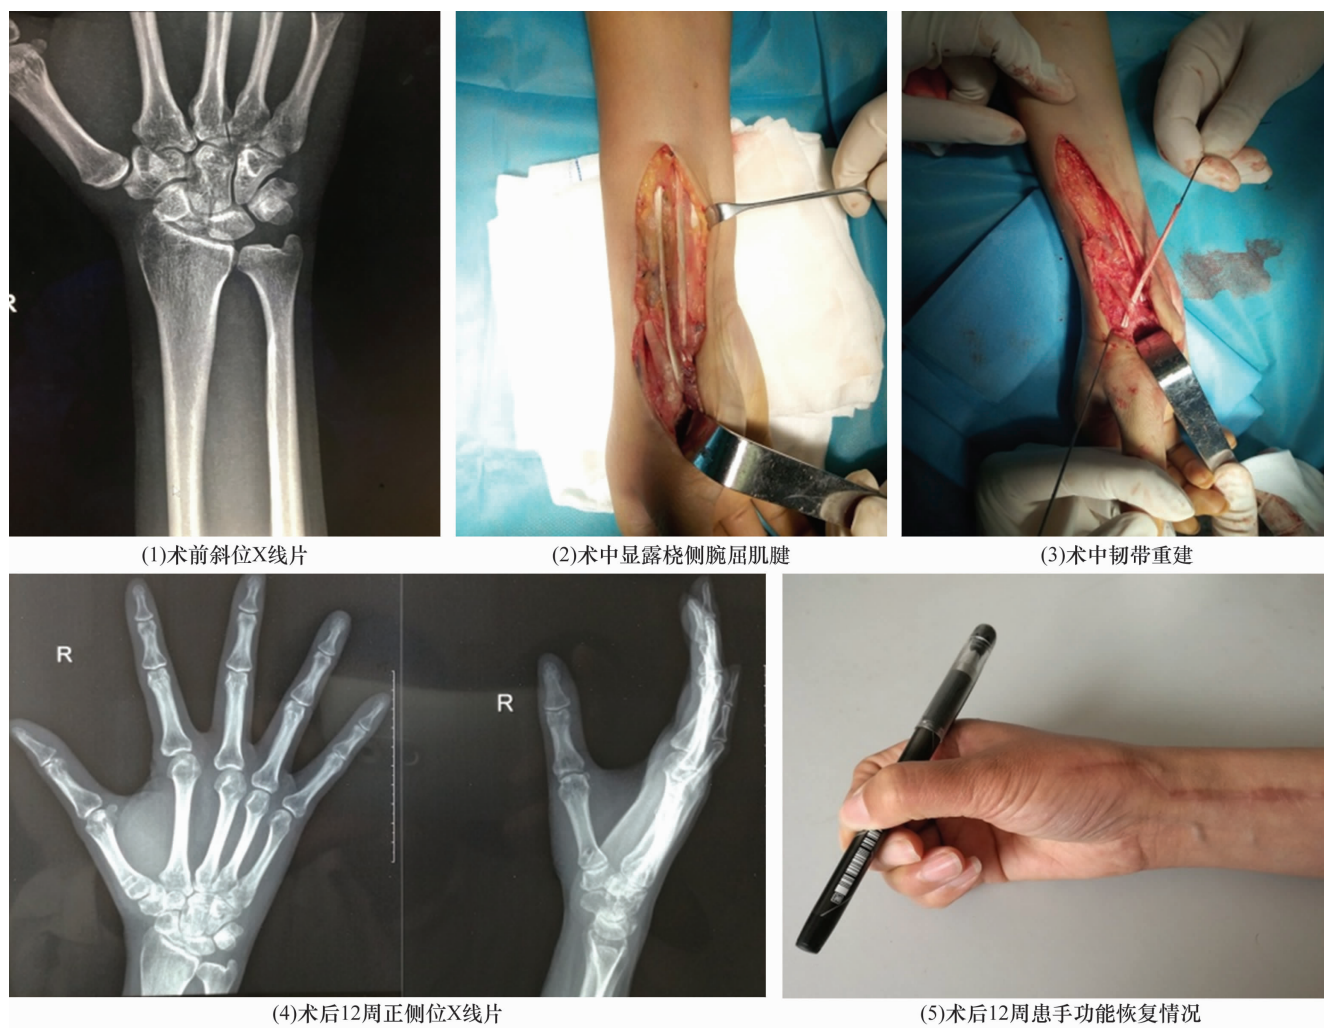 R
(1)术前斜位X线片
(2)术中显露桡侧腕屈肌腱
(3)术中韧带重建
R
R
(4)术后12周正侧位X线片
(5)术后12周患手功能恢复情况